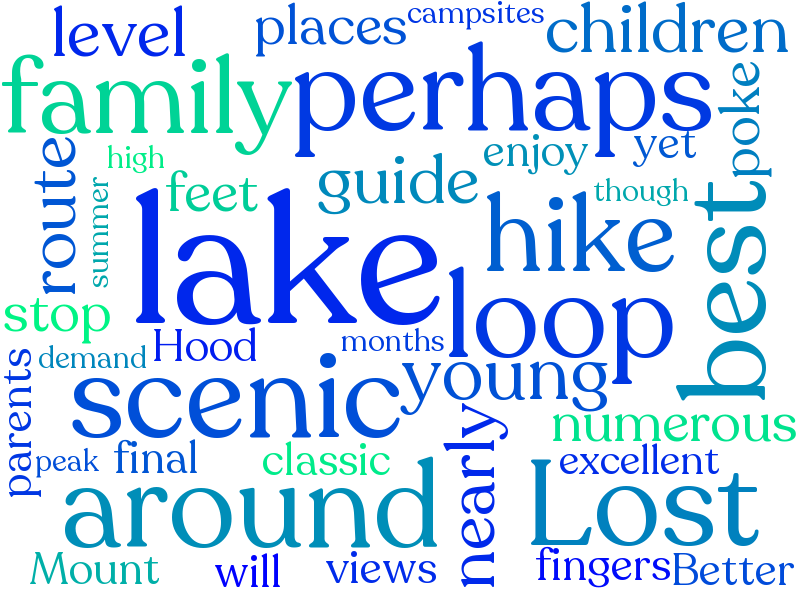 level
places
campsites
children
family
perhaps
poke
route
high
enjoy
yet
summer
feet
guide
though
best
lake
hike
stop
loop
Hood
months
demand
parents
scenic
young
nearly
numerous
peak
final
classic
excellent
around
Lost
Mount
will
views
fingers
Better